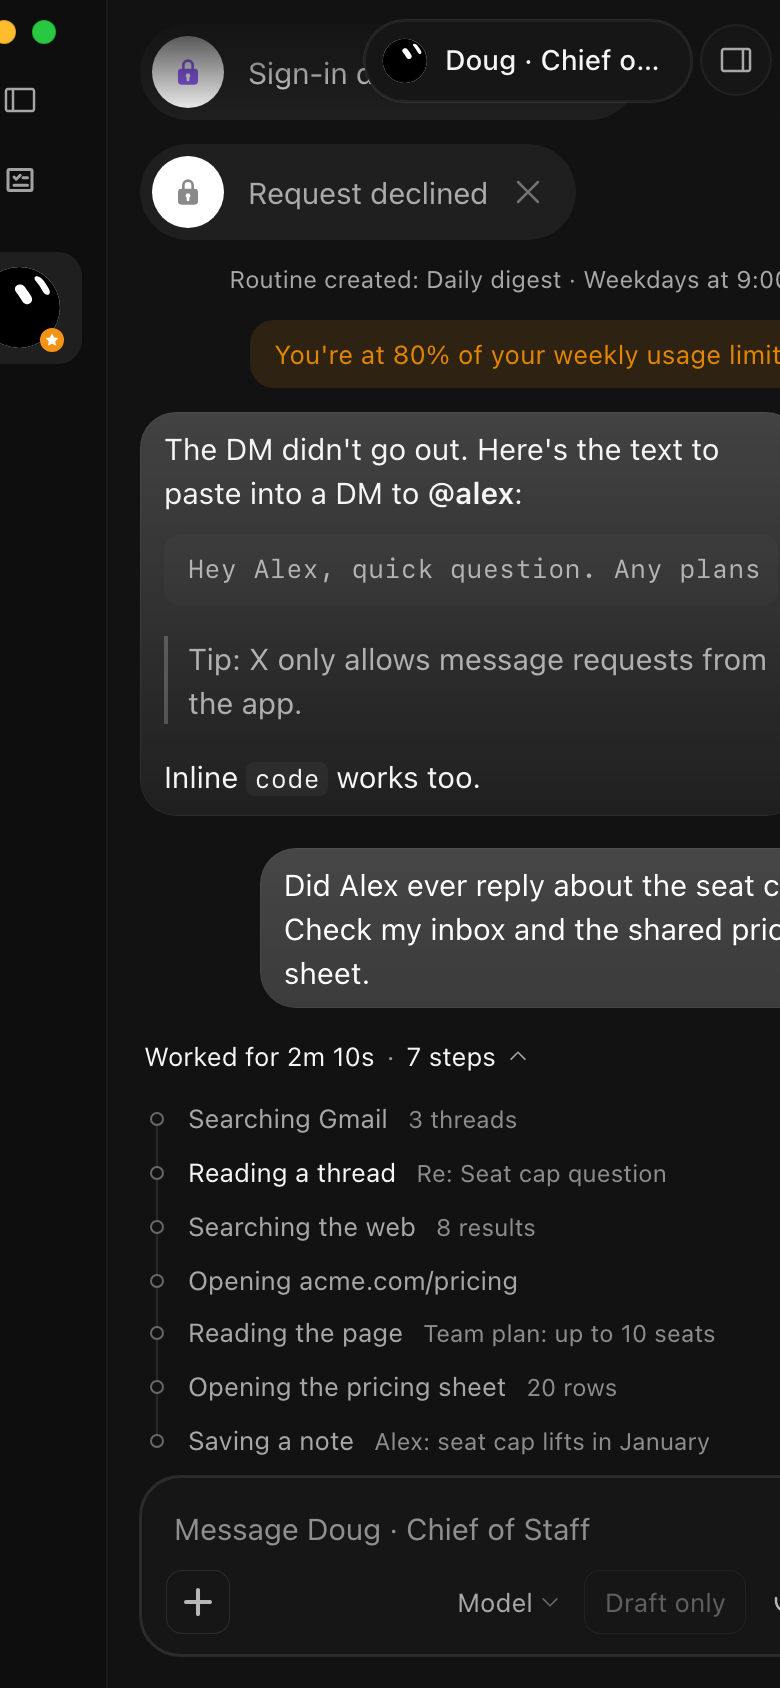 Sign-in
Doug · Chief o...
Request declined
Routine created: Daily digest · Weekdays at 9:00
You're at 80% of your weekly usage limit
The DM didn't go out. Here's the text to
paste into a DM to @alex:
Hey Alex, quick question. Any plans
Tip: X only allows message requests from
the app.
Inline code works too.
Did Alex ever reply about the seat
Check my inbox and the shared
sheet.
Worked for 2m 10s · 7 steps
Searching Gmail 3 threads
Reading a thread Re: Seat cap question
Searching the web 8 results
Opening acme.com/pricing
Reading the page Team plan: up to 10 seats
Opening the pricing sheet 20 rows
Saving a note Alex: seat cap lifts in January
Message Doug · Chief of Staff
Model
Draft only